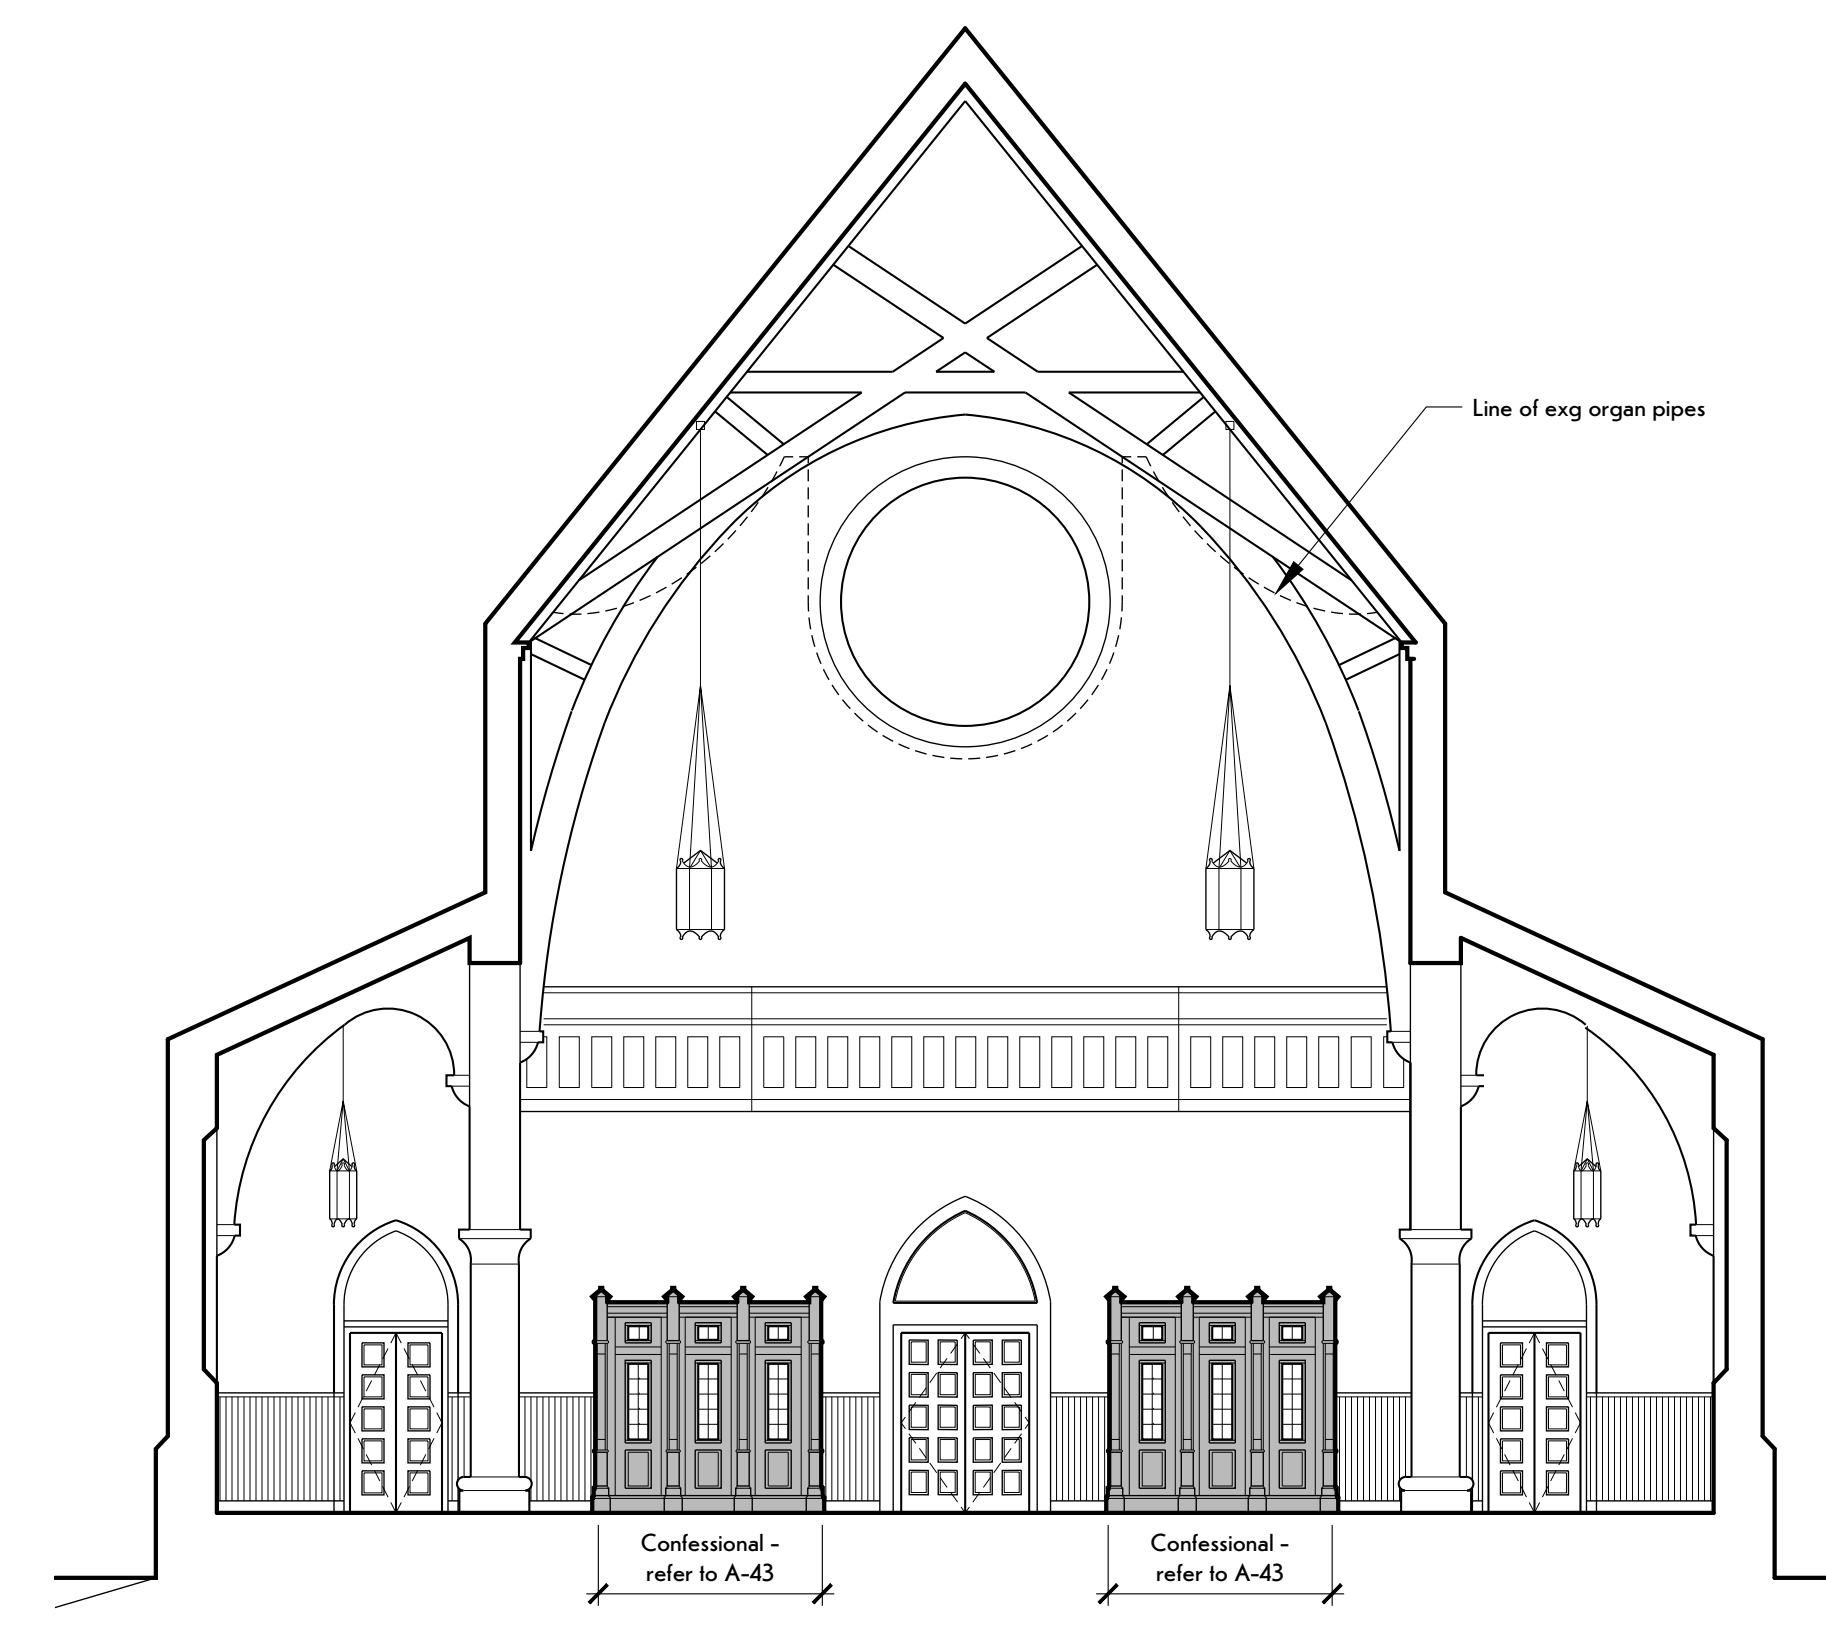 Line of exg organ pipes
Confessional -
refer to A-43
Confessional -
refer to A-43